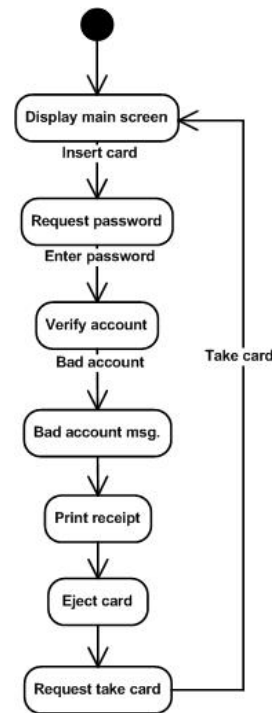 Display main screen
Insert card
Request password
Enter password
Verify account
Bad account
Take card
Bad account msg.
Print receipt
Eject card
Request take card